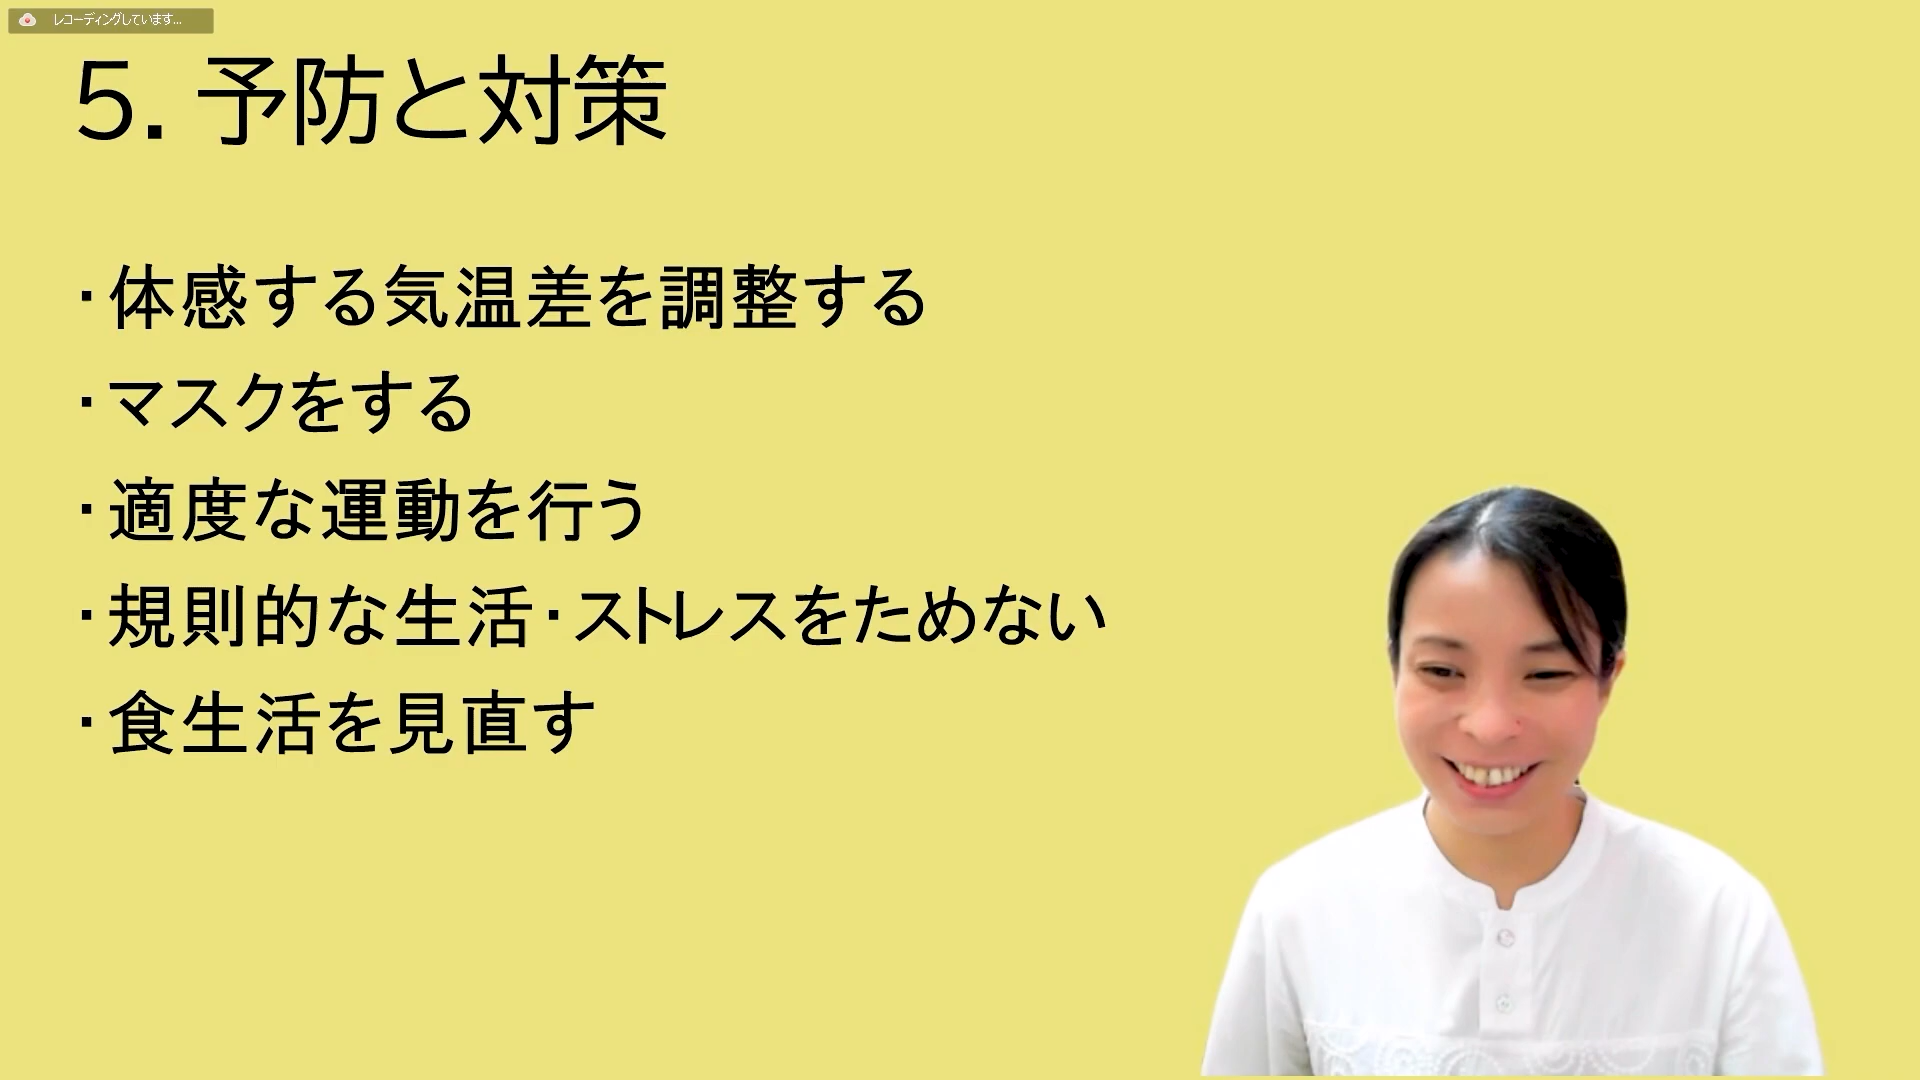 レコーディングしています...
5. 予防と対策
・体感する気温差を調整する
・マスクをする
・適度な運動を行う
・規則的な生活・ストレスをためない
・食生活を見直す